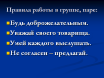 Правила работы в группе, паре:
Будь доброжелательным.
Уважай своего товарища.
Умей каждого выслушать.
Не согласен – предлагай.